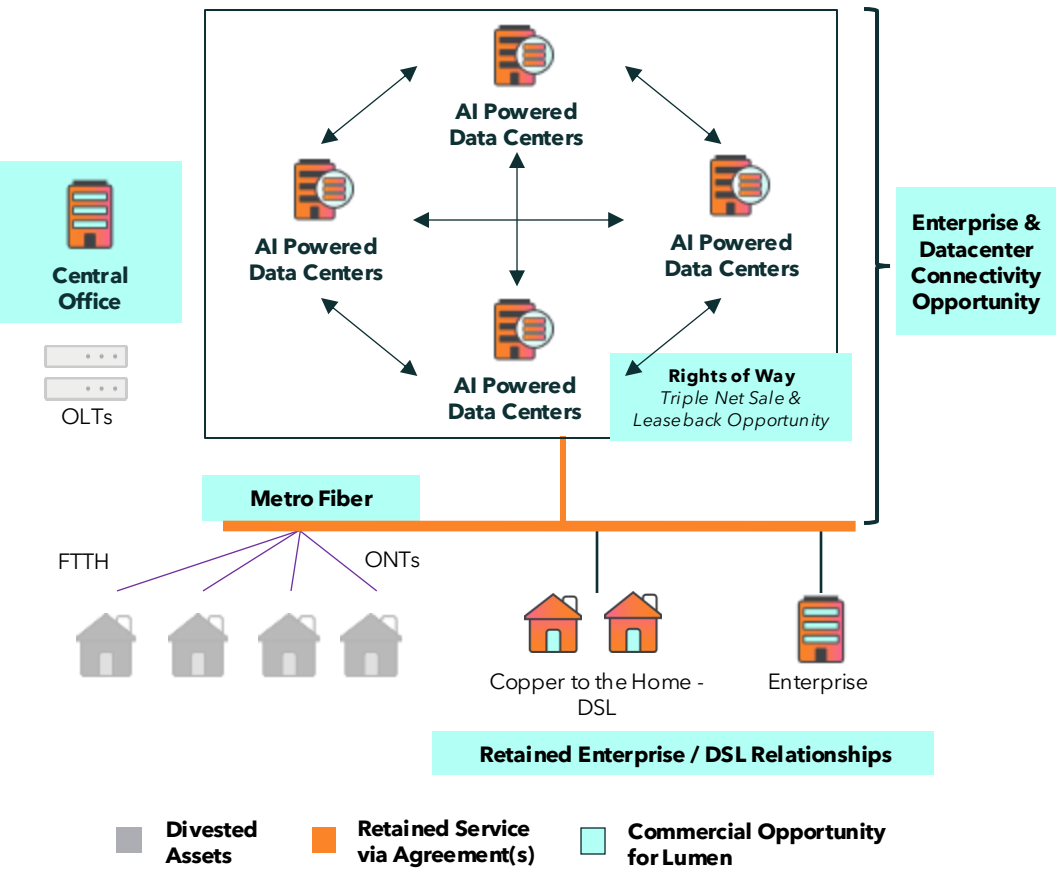 AI Powered
Data Centers
AI Powered
Data Centers
AI Powered
Data Centers
AI Powered
Data Centers
Central
Office
OLTs
Enterprise &
Datacenter
Connectivity
Opportunity
Rights of Way
Triple Net Sale &
Leaseback Opportunity
Metro Fiber
FTTH
ONTs
Copper to the Home -
DSL
Enterprise
Retained Enterprise / DSL Relationships
Divested
Assets
Retained Service
via Agreement(s)
Commercial Opportunity
for Lumen